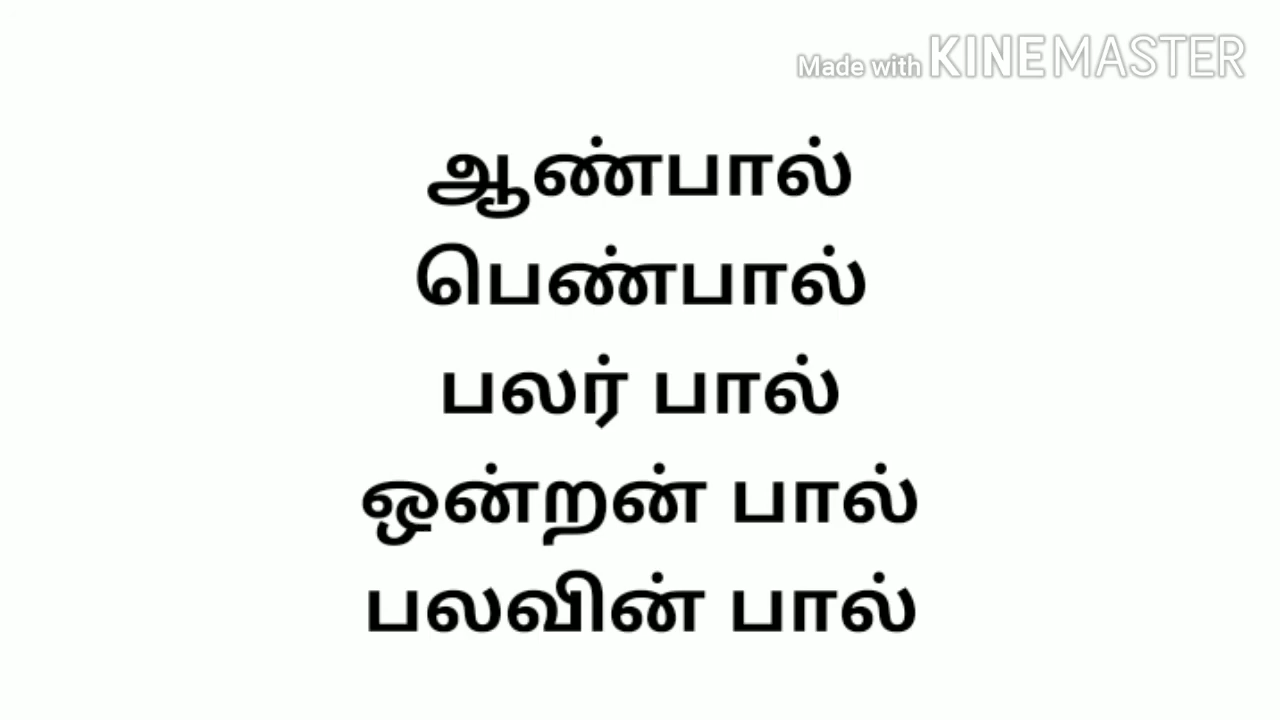 Made with KINEMASTER
ஆண்பால்
பெண்பால்
பலர் பால்
ஒன்றன் பால்
பலவின் பால்